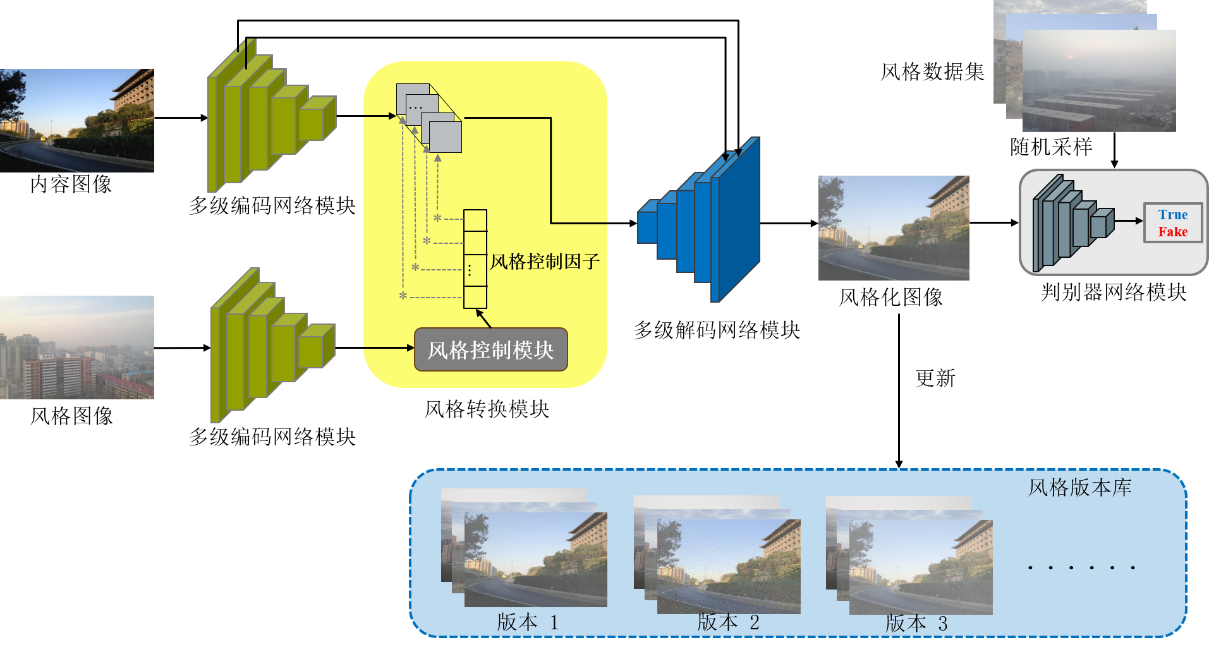 风格数据集
随机采样
内容图像
多级编码网络模块
True
Fake
风格控制因子
判别器网络模块
风格化图像
多级解码网络模块
风格控制模块
更新
风格转换模块
风格图像
多级编码网络模块
风格版本库
版本 1
版本 2
版本 3